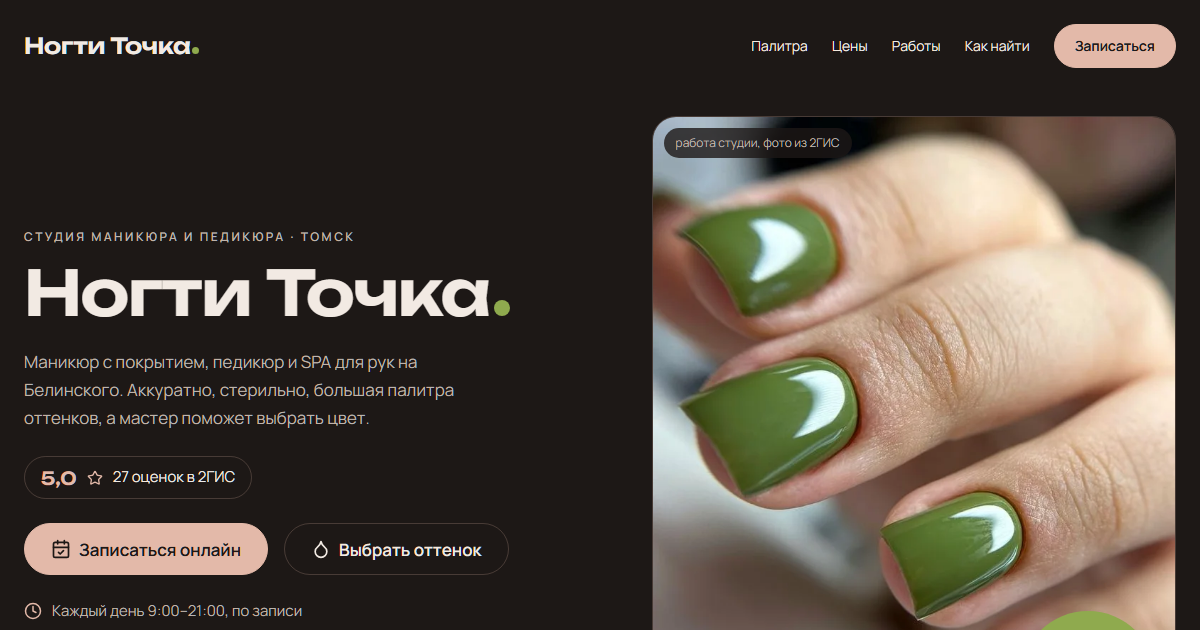 Ногти Точка.
Палитра
Цены
Работы
Как найти
Записаться
работа студии, фото из 2ГИС
СТУДИЯ МАНИКЮРА И ПЕДИКЮРА · ТОМСК
Ногти Точка.
Маникюр с покрытием, педикюр и SPA для рук на
Белинского. Аккуратно, стерильно, большая палитра
оттенков, а мастер поможет выбрать цвет.
5,0 27 оценок в 2ГИС
Записаться онлайн
Выбрать оттенок
Каждый день 9:00–21:00, по записи